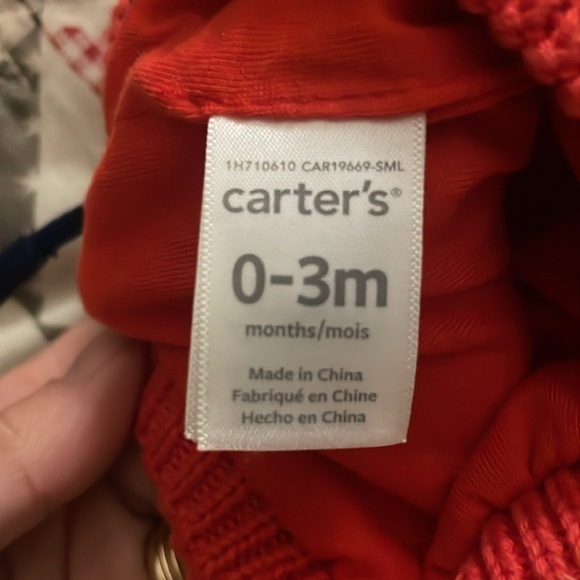 1H710610 CAR19669-SML
carter's®
0-3m
months/mois
Made in China
Fabriqué en Chine
Hecho en China